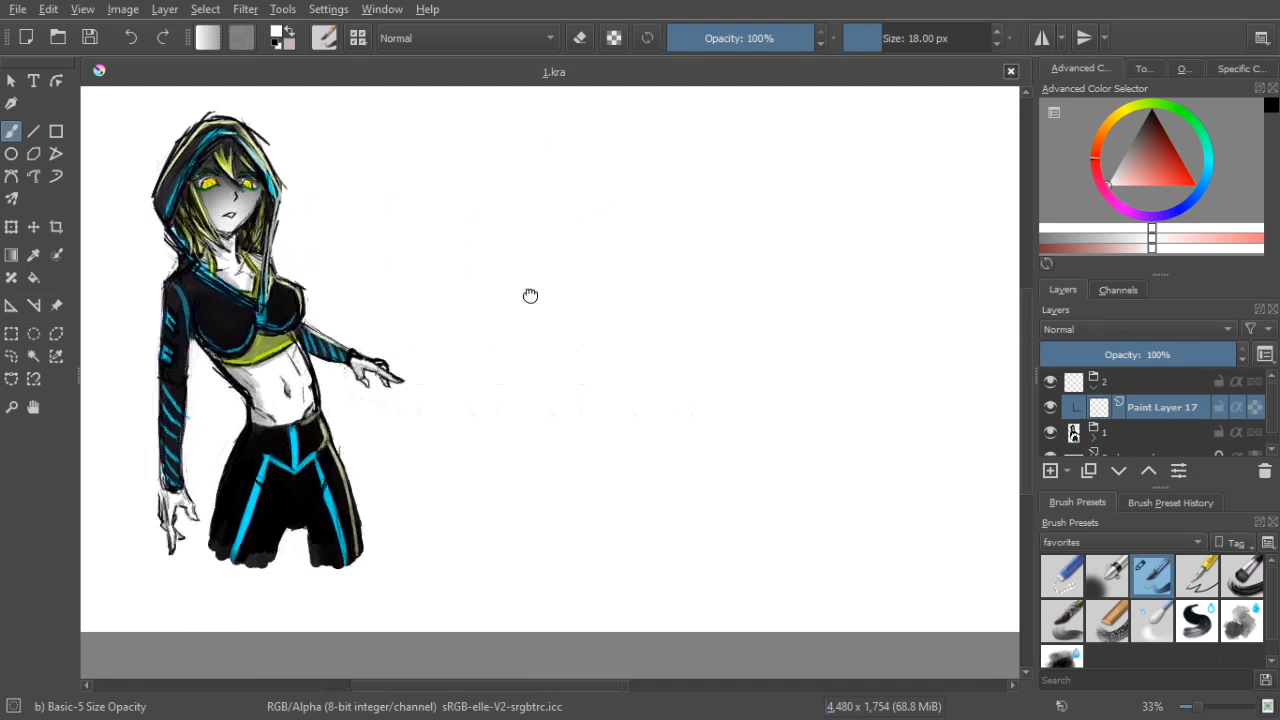 File Edit View Image Layer Select Filter Tools Settings Window Help
Normal Opacity: 100% Size: 18.00 px
1.kra
Advanced C... To... O... Specific C...
Advanced Color Selector
Layers Channels
Layers
Normal
Opacity: 100%
2
Paint Layer 17
1
Brush Presets Brush Preset History
Brush Presets
favorites Tag
Search
b) Basic-5 Size Opacity RGB/Alpha (8-bit integer/channel) sRGB-elle-V2-srgbtrc.icc 4,480 x 1,754 (68.8 MiB) 33%